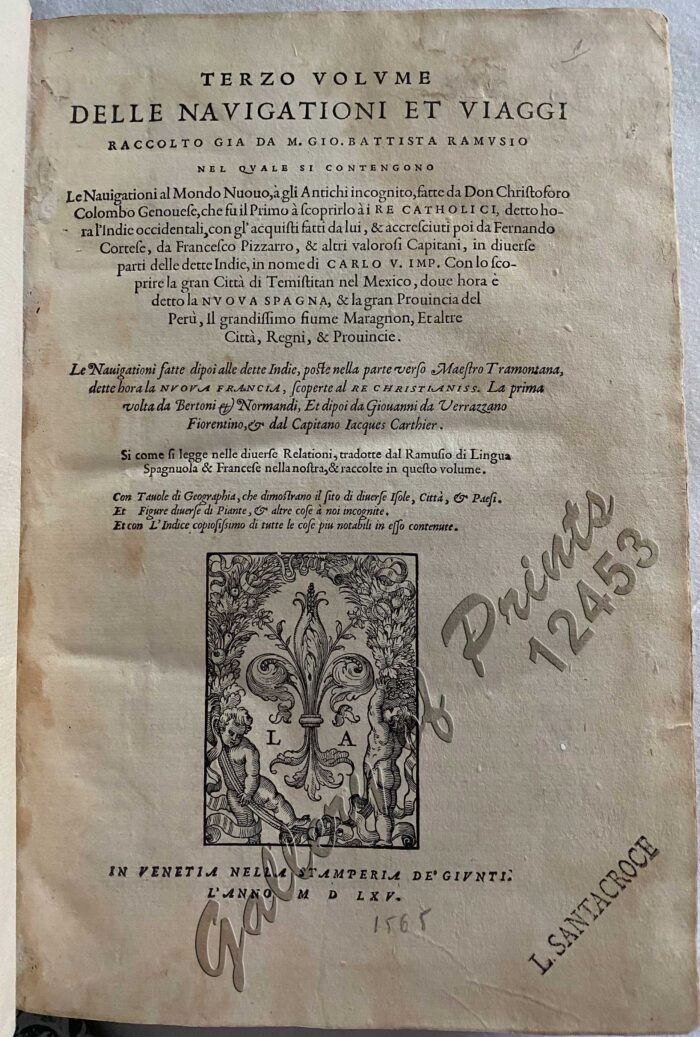 TERZO VOLVME
DELLE NAVIGATIONI ET VIAGGI
RACCOLTO GIA DA M. GIO. BATTISTA RAMVSIO
NEL QVALE SI CONTENGONO
Le Nauigationi al Mondo Nuouo, à gli Antichi incognito, fatte da Don Christoforo
Colombo Genouese, che fu il Primo à scoprirlo à i RE CATHOLICI, detto ho-
ra l'Indie occidentali, con gl' acquisti fatti da lui, & accresciuti poi da Fernando
Cortese, da Francesco Pizzarro, & altri valorosi Capitani, in diuerse
parti delle dette Indie, in nome di CARLO V. IMP. Con lo sco-
prire la gran Città di Temistitan nel Mexico, doue hora è
detto la NVOVA SPAGNA, & la gran Prouincia del
Perù, Il grandissimo fiume Maragnon, Et altre
Città, Regni, & Prouincie.
Le Nauigationi fatte dipoi alle dette Indie, poste nella parte verso Maestro Tramontana,
dette hora la NVOVA FRANCIA, scoperte al RE CHRISTIANISS. La prima
volta da Bertoni & Normandi, Et dipoi da Giouanni da Verrazzano
Fiorentino, & dal Capitano Iacques Carthier.
Si come si legge nelle diuerse Relationi, tradotte dal Ramusio di Lingua
Spagnuola & Francese nella nostra, & raccolte in questo volume.
Con Tauole di Geographia, che dimostrano il sito di diuerse Isole, Città, & Paesi.
Et Figure diuerse di Piante, & altre cose à noi incognite.
Et con L'Indice copiosissimo di tutte le cose piu notabili in esso contenute.
L A
IN VENETIA NELLA STAMPERIA DE' GIVNTI.
L'ANNO M D LXV.
1565
L. SANTACROCE
Gallery of Prints
12453